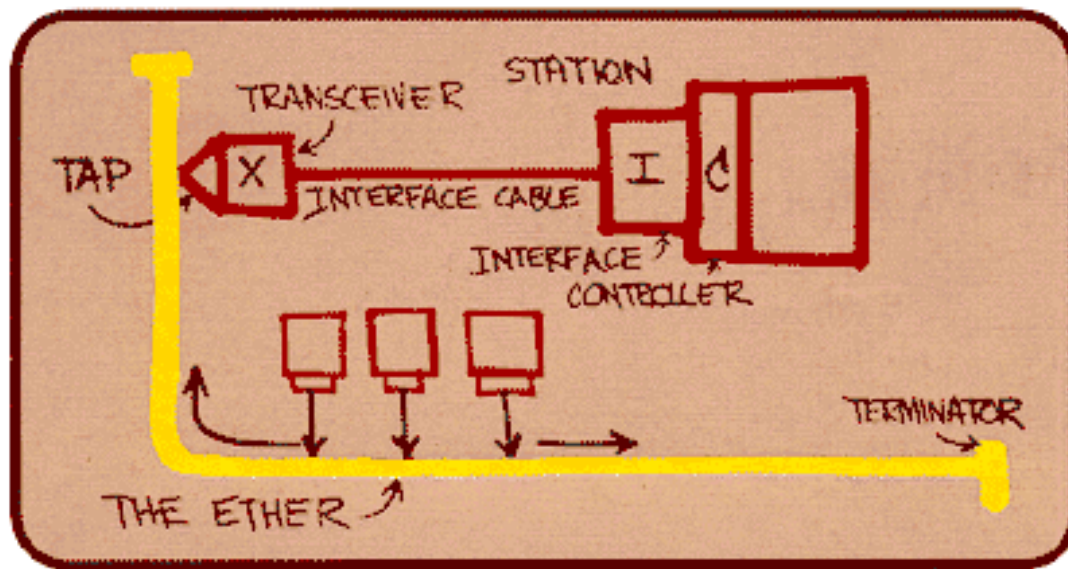 STATION
TRANSCEIVER
TAP
X
I
C
INTERFACE CABLE
INTERFACE
CONTROLLER
TERMINATOR
THE ETHER